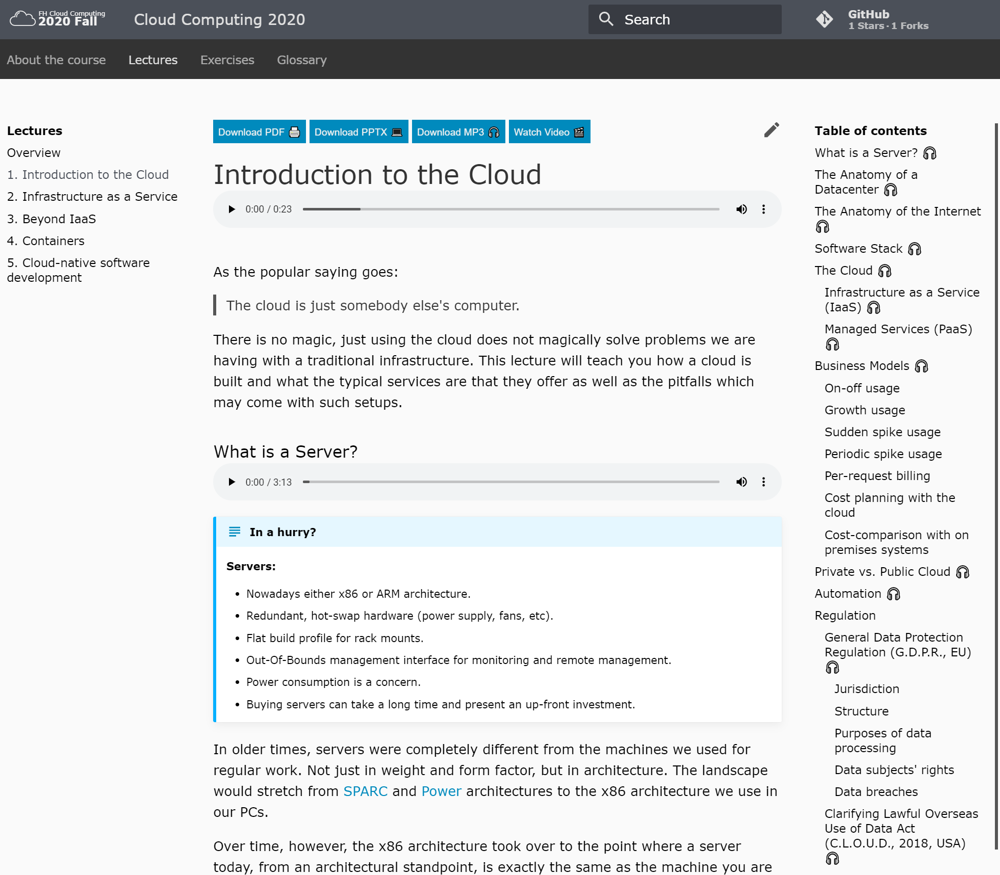 FH Cloud Computing
2020 Fall
Cloud Computing 2020
Search
GitHub
1 Stars · 1 Forks
About the course
Lectures
Exercises
Glossary
Lectures
Overview
1. Introduction to the Cloud
2. Infrastructure as a Service
3. Beyond IaaS
4. Containers
5. Cloud-native software
development
Download PDF
Download PPTX
Download MP3
Watch Video
Introduction to the Cloud
0:00 / 0:23
As the popular saying goes:
The cloud is just somebody else's computer.
There is no magic, just using the cloud does not magically solve problems we are
having with a traditional infrastructure. This lecture will teach you how a cloud is
built and what the typical services are that they offer as well as the pitfalls which
may come with such setups.
What is a Server?
0:00 / 3:13
In a hurry?
Servers:
• Nowadays either x86 or ARM architecture.
• Redundant, hot-swap hardware (power supply, fans, etc).
• Flat build profile for rack mounts.
• Out-Of-Bounds management interface for monitoring and remote management.
• Power consumption is a concern.
• Buying servers can take a long time and present an up-front investment.
In older times, servers were completely different from the machines we used for
regular work. Not just in weight and form factor, but in architecture. The landscape
would stretch from SPARC and Power architectures to the x86 architecture we use in
our PCs.
Over time, however, the x86 architecture took over to the point where a server
today, from an architectural standpoint, is exactly the same as the machine you are
Table of contents
What is a Server?
The Anatomy of a
Datacenter
The Anatomy of the Internet
Software Stack
The Cloud
Infrastructure as a Service
(IaaS)
Managed Services (PaaS)
Business Models
On-off usage
Growth usage
Sudden spike usage
Periodic spike usage
Per-request billing
Cost planning with the
cloud
Cost-comparison with on
premises systems
Private vs. Public Cloud
Automation
Regulation
General Data Protection
Regulation (G.D.P.R., EU)
Jurisdiction
Structure
Purposes of data
processing
Data subjects' rights
Data breaches
Clarifying Lawful Overseas
Use of Data Act
(C.L.O.U.D., 2018, USA)